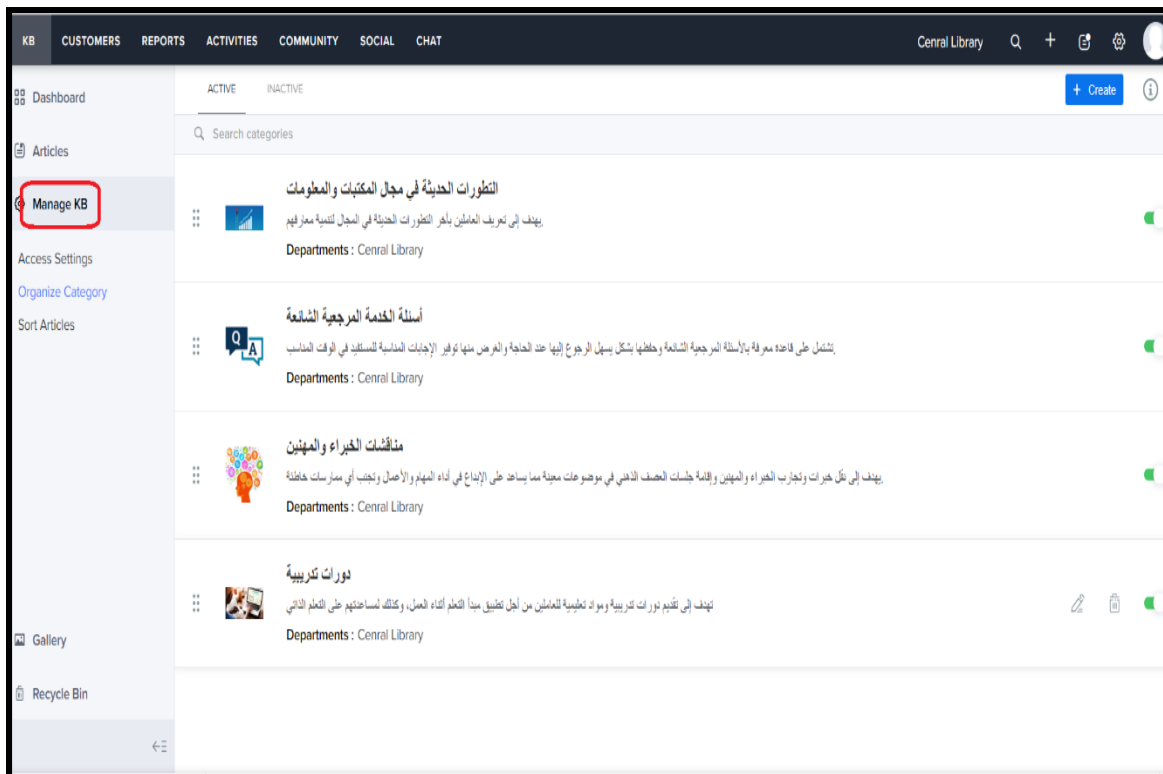 KB CUSTOMERS REPORTS ACTIVITIES COMMUNITY SOCIAL CHAT Cenral Library
Dashboard
Articles
Manage KB
Access Settings
Organize Category
Sort Articles
Gallery
Recycle Bin
ACTIVE INACTIVE
+ Create
Search categories
التطورات الحديثة في مجال المكتبات والمعلومات
يهدف إلى تعريف العاملين بأخر التطورات الحديثة في المجال لتنمية معارفهم.
Departments : Cenral Library
أسئلة الخدمة المرجعية الشائعة
تشتمل على قاعده معرفة بالأسئلة المرجعية الشائعة وحفظها بشكل يسهل الرجوع إليها عند الحاجة والغرض منها توفير الإجابات المناسبة للمستفيد في الوقت المناسب.
Departments : Cenral Library
مناقشات الخبراء والمهنين
يهدف إلى نقل خبرات وتجارب الخبراء والمهنين وإقامة جلسات العصف الذهني في موضوعات معينة مما يساعد على الإبداع في أداء المهام والأعمال وتجنب أي ممارسات خاطئة.
Departments : Cenral Library
دورات تدريبية
تهدف إلى تقديم دورات تدريبية ومواد تعليمية للعاملين من أجل تطبيق مبدأ التعلم أثناء العمل، وكذلك لمساعدتهم على التعلم الذاتي
Departments : Cenral Library
Q
A